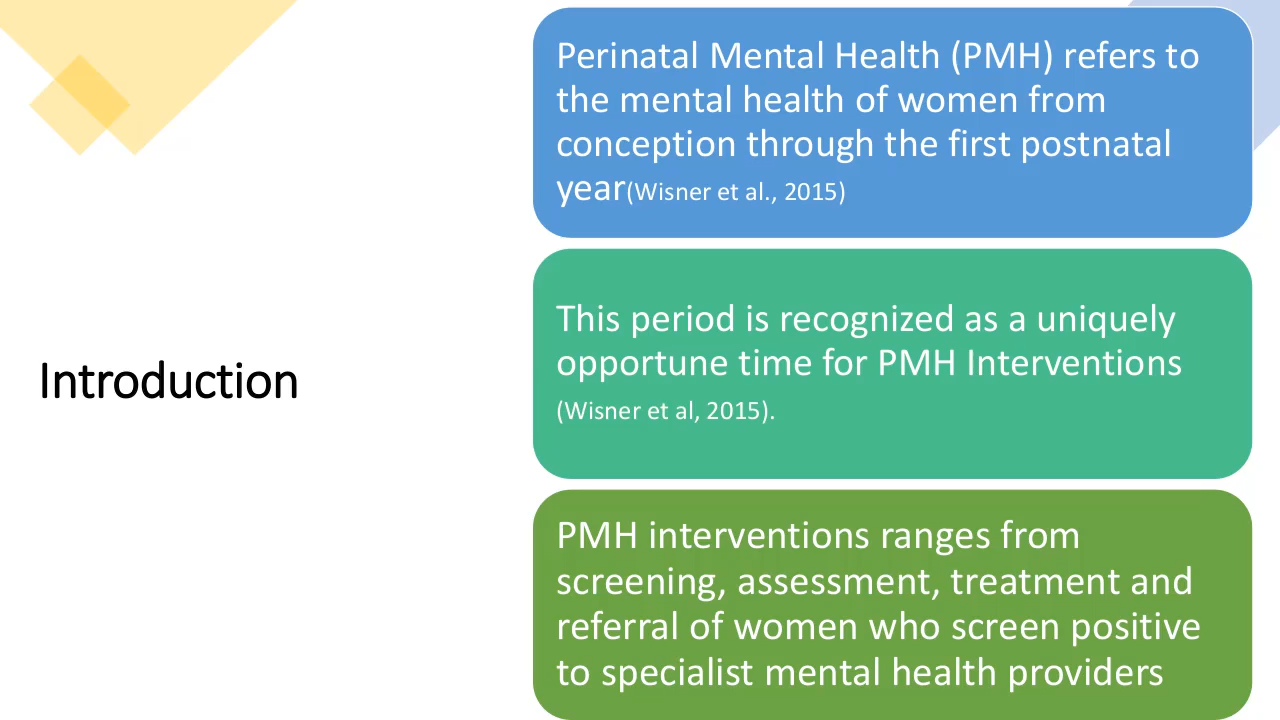 Introduction
Perinatal Mental Health (PMH) refers to
the mental health of women from
conception through the first postnatal
year(Wisner et al., 2015)
This period is recognized as a uniquely
opportune time for PMH Interventions
(Wisner et al, 2015).
PMH interventions ranges from
screening, assessment, treatment and
referral of women who screen positive
to specialist mental health providers